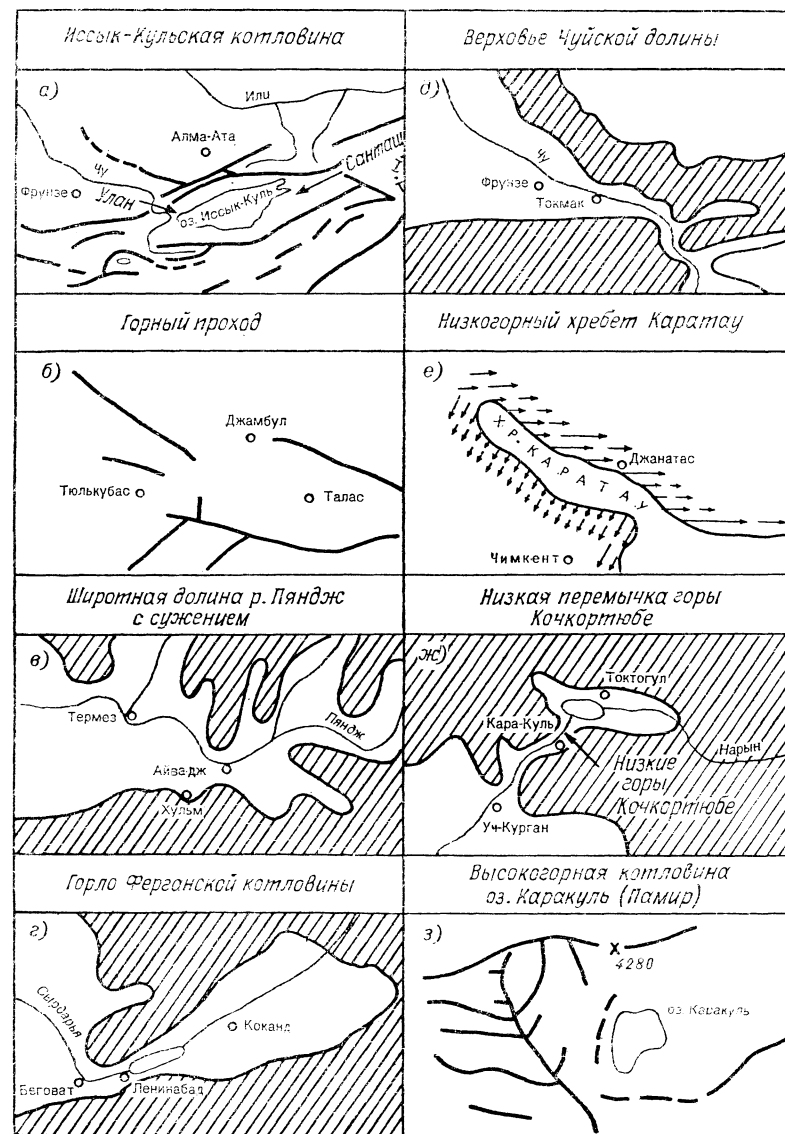 Иссык-Кульская котловина
а)
Или
Алма-Ата
Чу
Санташ
Фрунзе
Улан
оз. Иссык-Куль
Верховье Чуйской долины
д)
Чу
Фрунзе
Токмак
Горный проход
б)
Джамбул
Тюлькубас
Талас
Низкогорный хребет Каратау
е)
ХР. КАРАТАУ
Джанатас
Чимкент
Широтная долина р. Пяндж
с сужением
в)
Термез
Пяндж
Айвадж
Хульм
Низкая перемычка горы
Кочкортюбе
ж)
Токтогул
Кара-Куль
Нарын
Низкие
горы
Кочкортюбе
Уч-Курган
Горло Ферганской котловины
г)
Сырдарья
Коканд
Беговат
Ленинабад
Высокогорная котловина
оз. Каракуль (Памир)
з)
4280
оз. Каракуль